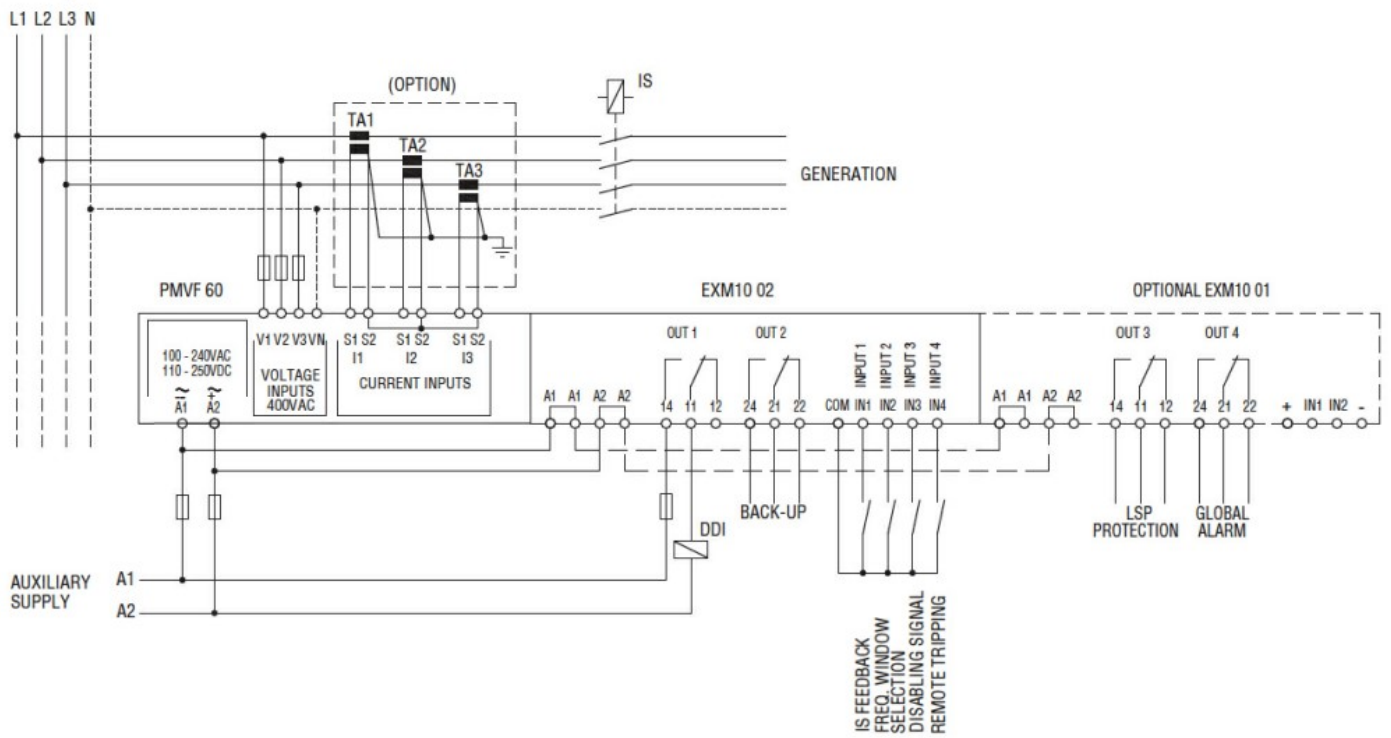 L1 L2 L3 N
(OPTION)
IS
TA1
TA2
TA3
GENERATION
PMVF 60
EXM10 02
OPTIONAL EXM10 01
100 - 240VAC
110 - 250VDC
~ ~
- +
A1 A2
V1 V2 V3 VN
VOLTAGE
INPUTS
400VAC
S1 S2 S1 S2 S1 S2
I1 I2 I3
CURRENT INPUTS
A1 A1 A2 A2
OUT 1
14 11 12
OUT 2
24 21 22
INPUT 1
INPUT 2
INPUT 3
INPUT 4
COM IN1 IN2 IN3 IN4
A1 A1 A2 A2
OUT 3
14 11 12
OUT 4
24 21 22
+ IN1 IN2 -
BACK-UP
LSP
PROTECTION
GLOBAL
ALARM
DDI
AUXILIARY
SUPPLY
A1
A2
IS FEEDBACK
FREQ. WINDOW
SELECTION
DISABLING SIGNAL
REMOTE TRIPPING